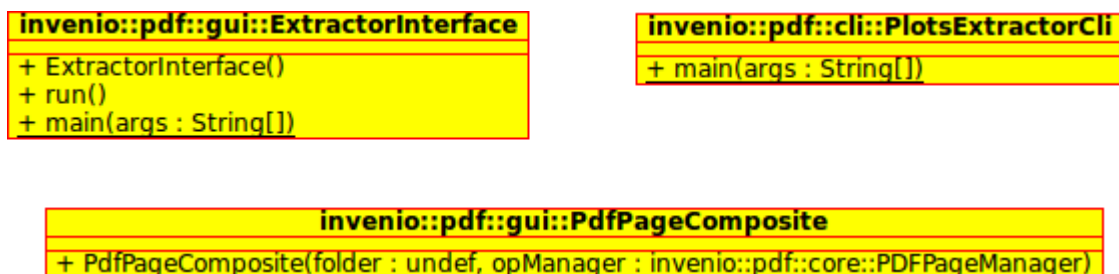 invenio::pdf::gui::ExtractorInterface
+ ExtractorInterface()
+ run()
+ main(args : String[])
invenio::pdf::cli::PlotsExtractorCli
+ main(args : String[])
invenio::pdf::gui::PdfPageComposite
+ PdfPageComposite(folder : undef, opManager : invenio::pdf::core::PDFPageManager)